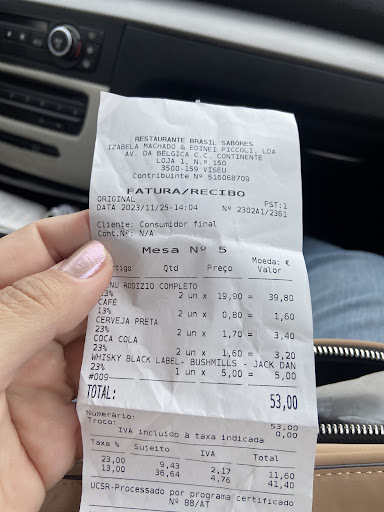 RESTAURANTE BRASIL SABORES
IZABELA MACHADO & EDINEI PICCOLI, LDA
AV. DA BELGICA C.C. CONTINENTE
LOJA 1, N.º 150
3500-159 VISEU
Contribuinte Nº 516068709
FATURA/RECIBO
ORIGINAL PST:1
DATA 2023/11/25-14:04 Nº 2302A1/2361
Cliente: Consumidor final
Cont.Nº: N/A
Mesa Nº 5
Moeda: €
Artigo Qtd Preço Valor
MENU RODIZIO COMPLETO
13% 2 un x 19,90 = 39,80
CAFÉ
13% 2 un x 0,80 = 1,60
CERVEJA PRETA
23% 2 un x 1,70 = 3,40
COCA COLA
23% 2 un x 1,60 = 3,20
WHISKY BLACK LABEL- BUSHMILLS - JACK DAN
23% 1 un x 5,00 = 5,00
#009
TOTAL: 53,00
Numerario: 53,00
Troco: 0,00
IVA incluido à taxa indicada
Taxa % Sujeito IVA Total
23,00 9,43 2,17 11,60
13,00 36,64 4,76 41,40
UCSR-Processado por programa certificado
Nº 88/AT